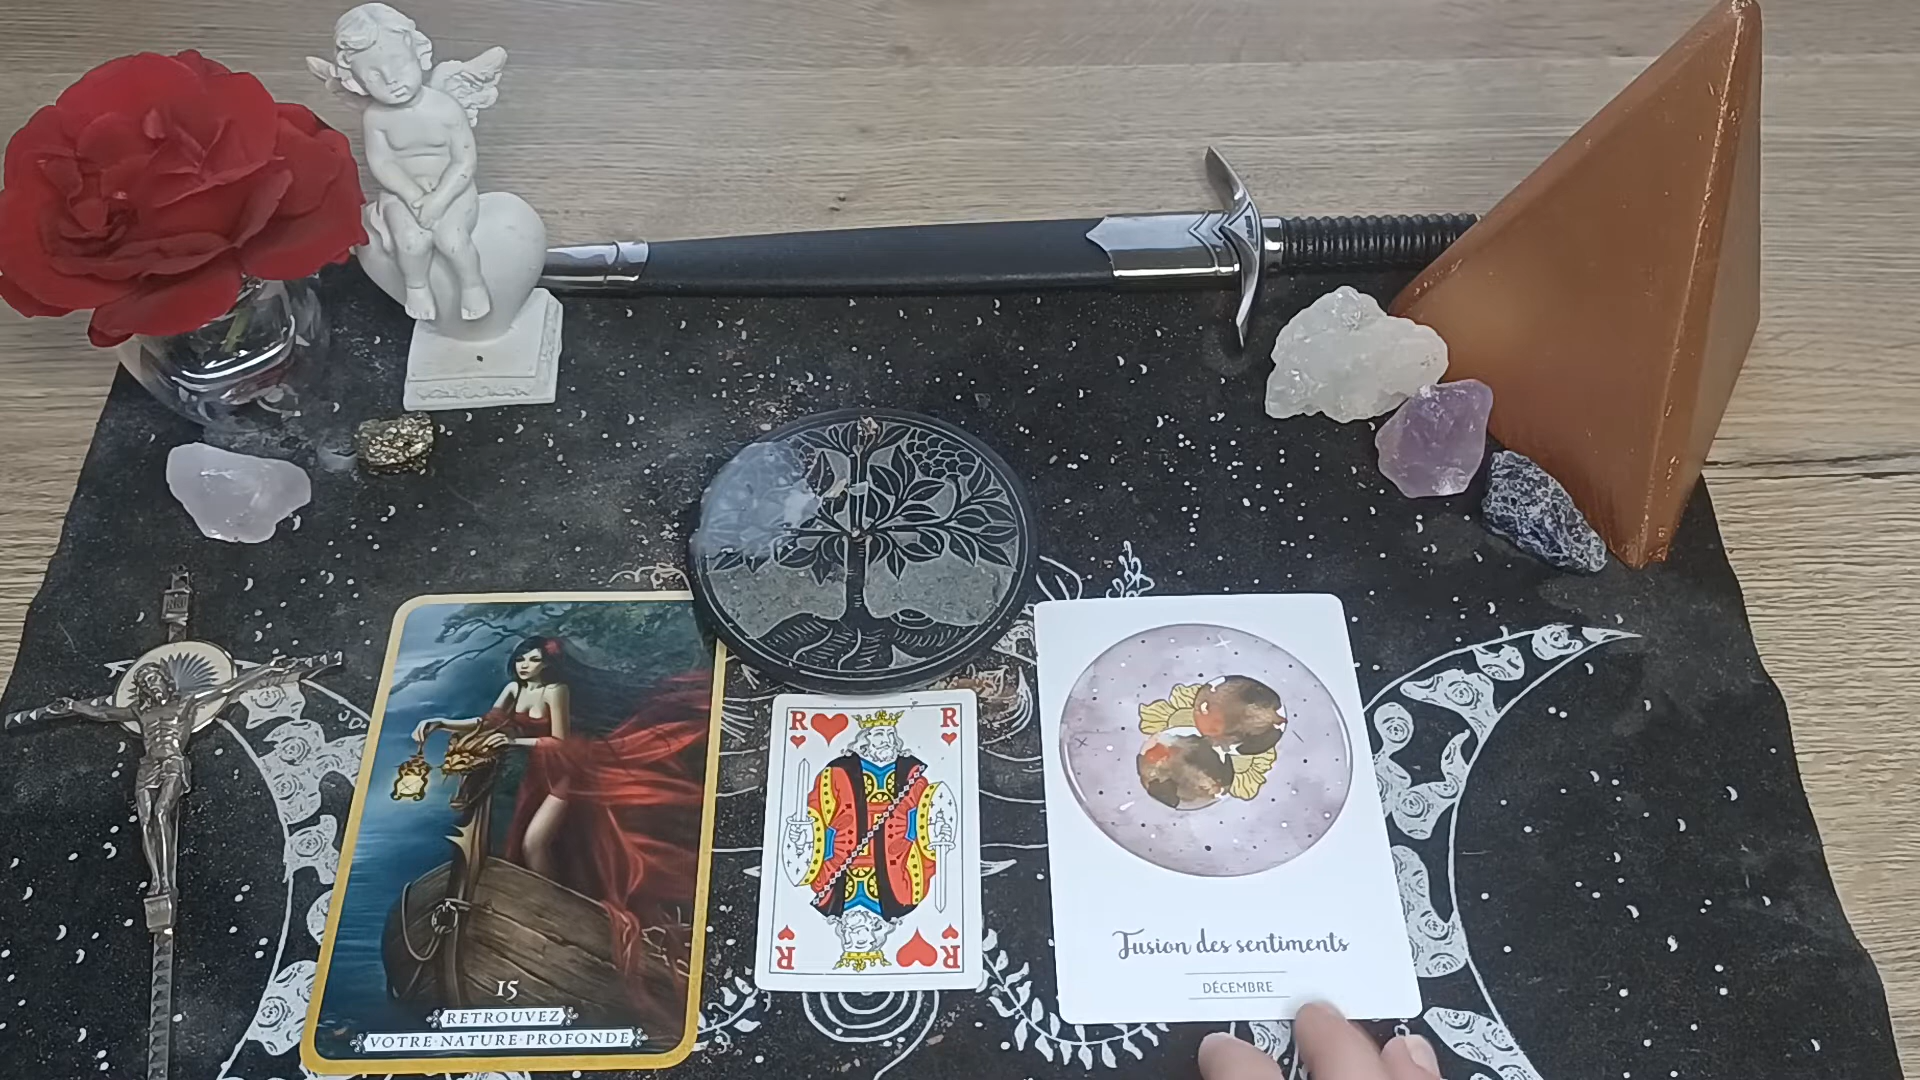 15
RETROUVEZ
VOTRE·NATURE·PROFONDE
R R
R R
Fusion des sentiments
DÉCEMBRE